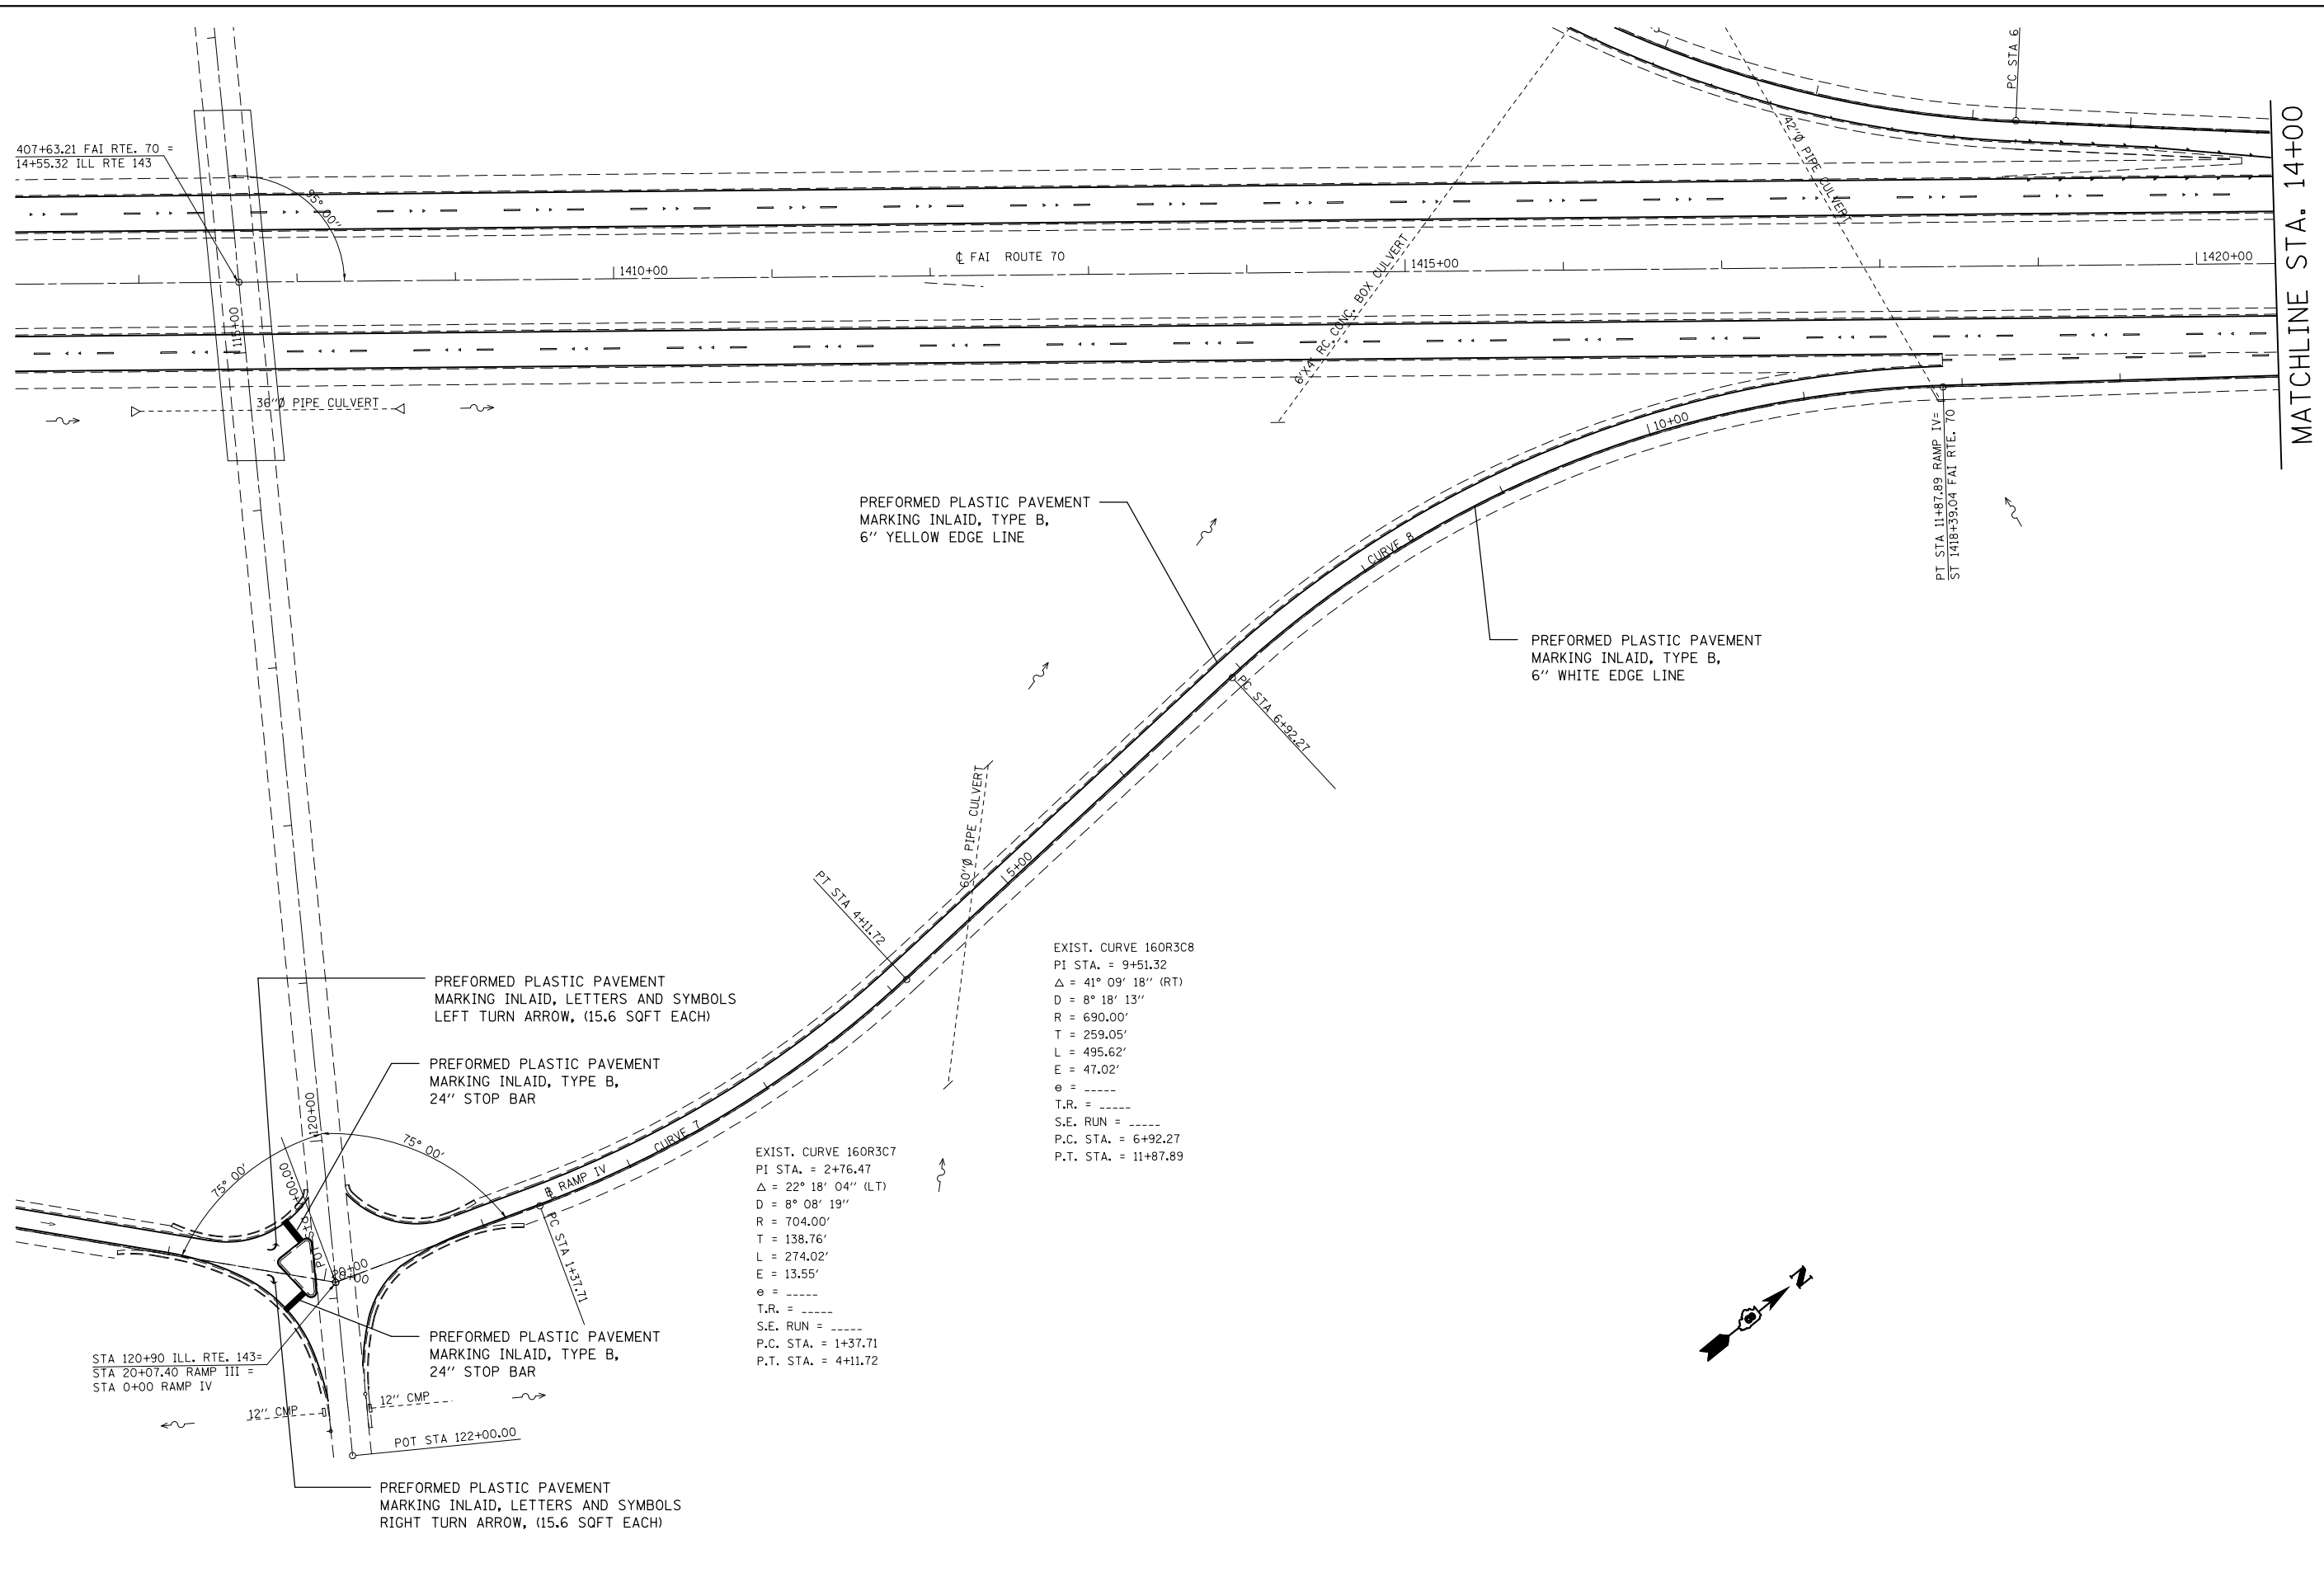 PC STA 6
MATCHLINE STA. 14+00
407+63.21 FAI RTE. 70 =
14+55.32 ILL RTE 143
95° 00'
42"Ø PIPE CULVERT
6'X4' RC CONC. BOX CULVERT
℄ FAI ROUTE 70
1410+00
1415+00
1420+00
115+00
36"Ø PIPE CULVERT
10+00
PT STA 11+87.89 RAMP IV=
ST 1418+39.04 FAI RTE. 70
PREFORMED PLASTIC PAVEMENT
MARKING INLAID, TYPE B,
6" YELLOW EDGE LINE
CURVE 8
PREFORMED PLASTIC PAVEMENT
MARKING INLAID, TYPE B,
6" WHITE EDGE LINE
PC STA 6+92.27
60"Ø PIPE CULVERT
5+00
PT STA 4+11.72
EXIST. CURVE 160R3C8
PI STA. = 9+51.32
Δ = 41° 09' 18" (RT)
D = 8° 18' 13"
R = 690.00'
T = 259.05'
L = 495.62'
E = 47.02'
e = _____
T.R. = _____
S.E. RUN = _____
P.C. STA. = 6+92.27
P.T. STA. = 11+87.89
PREFORMED PLASTIC PAVEMENT
MARKING INLAID, LETTERS AND SYMBOLS
LEFT TURN ARROW, (15.6 SQFT EACH)
PREFORMED PLASTIC PAVEMENT
MARKING INLAID, TYPE B,
24" STOP BAR
120+00
75° 00'
75° 00'
CURVE 7
RAMP IV
PC STA 1+37.71
EXIST. CURVE 160R3C7
PI STA. = 2+76.47
Δ = 22° 18' 04" (LT)
D = 8° 08' 19"
R = 704.00'
T = 138.76'
L = 274.02'
E = 13.55'
e = _____
T.R. = _____
S.E. RUN = _____
P.C. STA. = 1+37.71
P.T. STA. = 4+11.72
N
POT STA
20+00
PREFORMED PLASTIC PAVEMENT
MARKING INLAID, TYPE B,
24" STOP BAR
STA 120+90 ILL. RTE. 143=
STA 20+07.40 RAMP III =
STA 0+00 RAMP IV
12" CMP
12" CMP
POT STA 122+00.00
PREFORMED PLASTIC PAVEMENT
MARKING INLAID, LETTERS AND SYMBOLS
RIGHT TURN ARROW, (15.6 SQFT EACH)